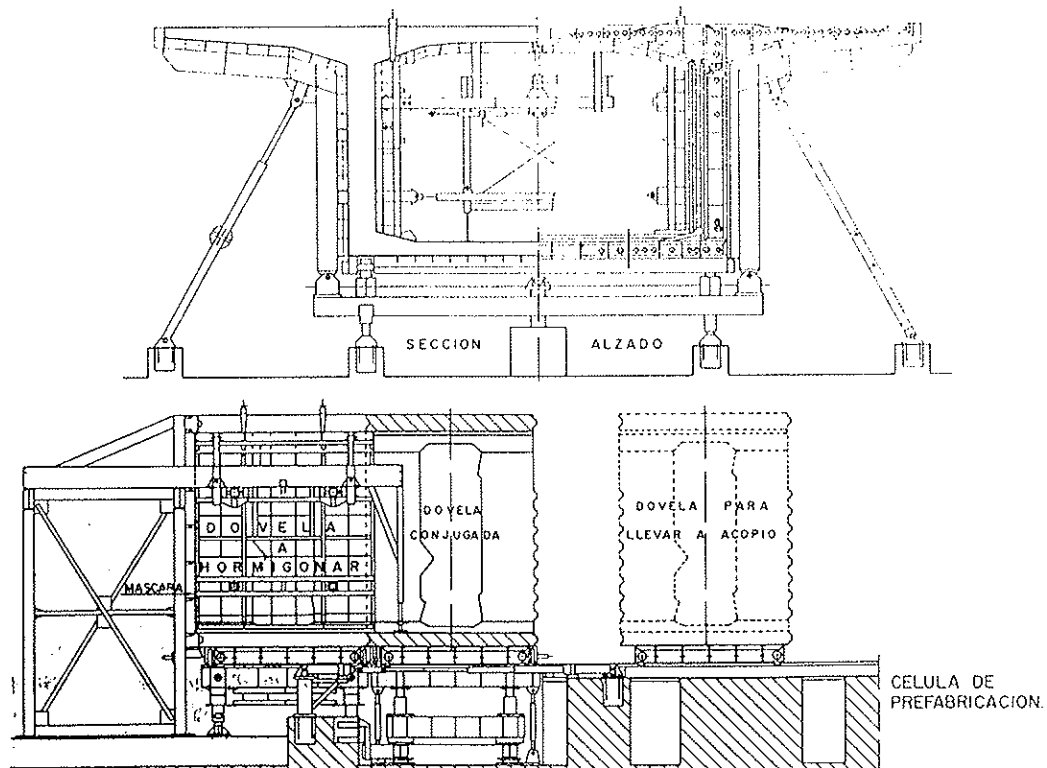 SECCION ALZADO
DOVELA
A
HORMIGONAR
MASCARA
DOVELA
CONJUGADA
DOVELA PARA
LLEVAR A ACOPIO
CELULA DE
PREFABRICACION.